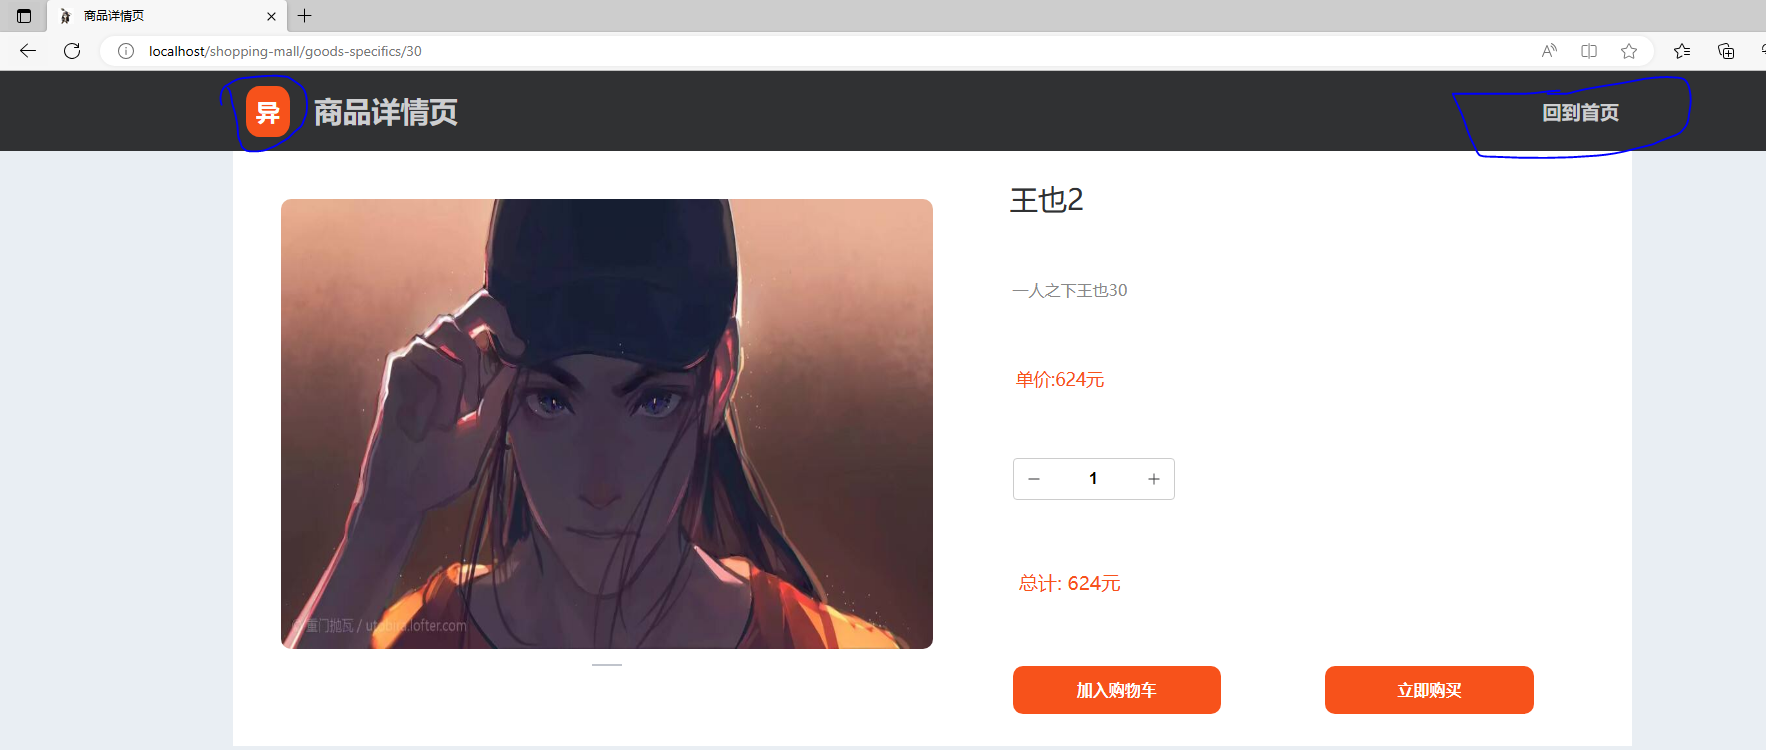 商品详情页
localhost/shopping-mall/goods-specifics/30
异 商品详情页 回到首页
王也2
一人之下王也30
单价:624元
1
总计: 624元
童门抛瓦 / utobira.lofter.com
加入购物车 立即购买